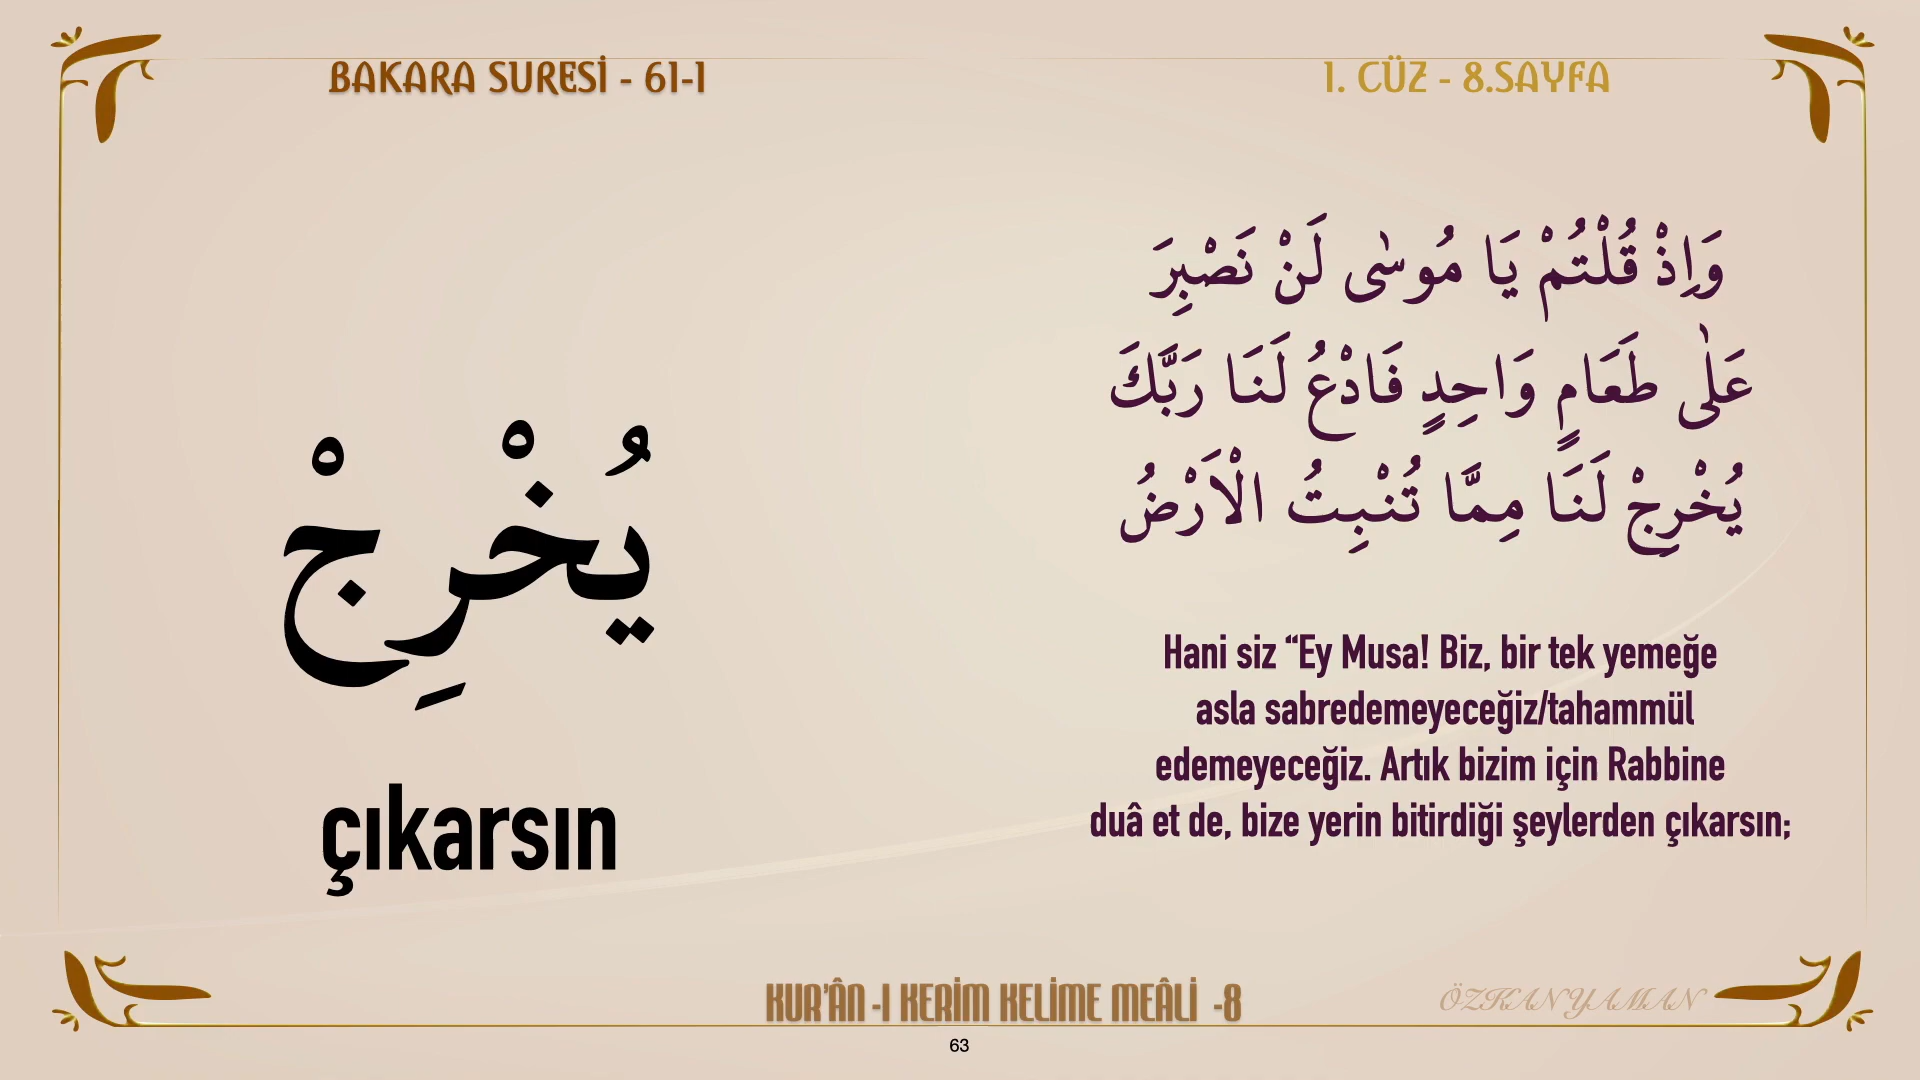 BAKARA SURESİ - 61-1
1. CÜZ - 8.SAYFA
يُخْرِجْ
çıkarsın
وَاِذْ قُلْتُمْ يَا مُوسٰى لَنْ نَصْبِرَ
عَلٰى طَعَامٍ وَاحِدٍ فَادْعُ لَنَا رَبَّكَ
يُخْرِجْ لَنَا مِمَّا تُنْبِتُ الْاَرْضُ
Hani siz “Ey Musa! Biz, bir tek yemeğe
asla sabredemeyeceğiz/tahammül
edemeyeceğiz. Artık bizim için Rabbine
duâ et de, bize yerin bitirdiği şeylerden çıkarsın;
KUR’ÂN -I KERİM KELİME MEÂLİ -8
ÖZKAN YAMAN
63